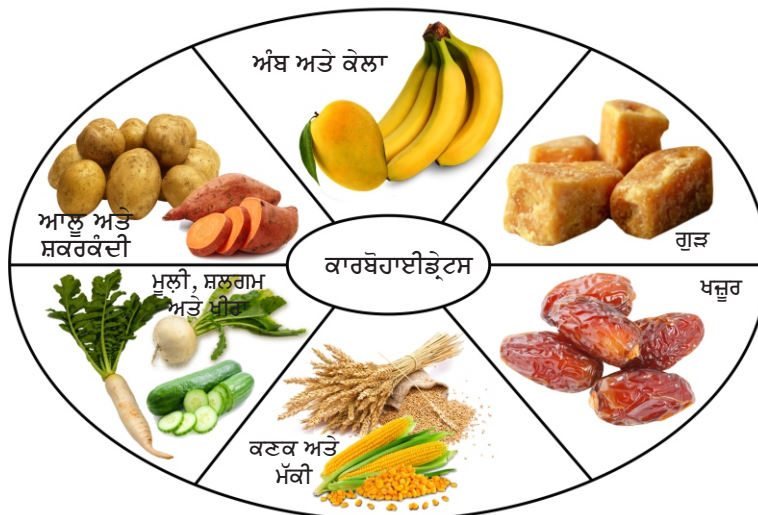 ਅੰਬ ਅਤੇ ਕੇਲਾ
ਆਲੂ ਅਤੇ
ਸ਼ਕਰਕੰਦੀ
ਗੁੜ
ਕਾਰਬੋਹਾਈਡ੍ਰੇਟਸ
ਮੂਲੀ, ਸ਼ਲਗਮ
ਅਤੇ ਖੀਰਾ
ਖਜ਼ੂਰ
ਕਣਕ ਅਤੇ
ਮੱਕੀ